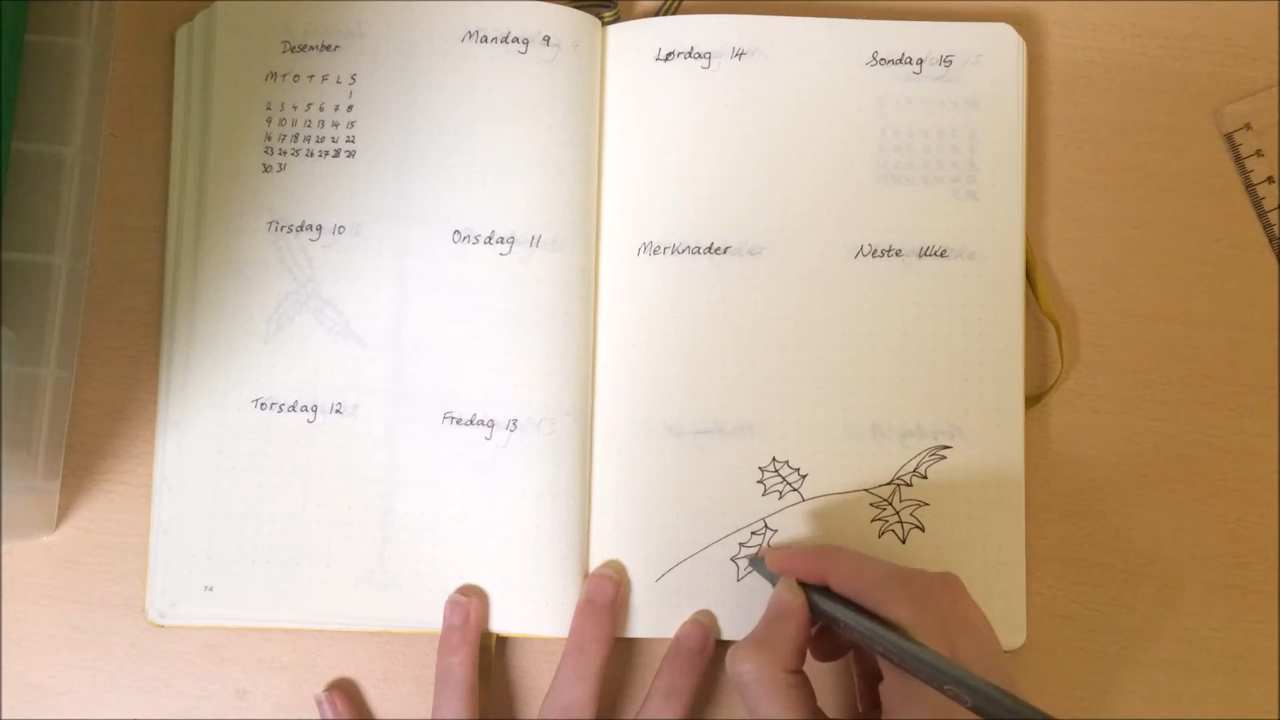 Desember
M T O T F L S
1
2 3 4 5 6 7 8
9 10 11 12 13 14 15
16 17 18 19 20 21 22
23 24 25 26 27 28 29
30 31
Mandag 9
Tirsdag 10
Onsdag 11
Torsdag 12
Fredag 13
Lørdag 14
Søndag 15
Merknader
Neste Uke